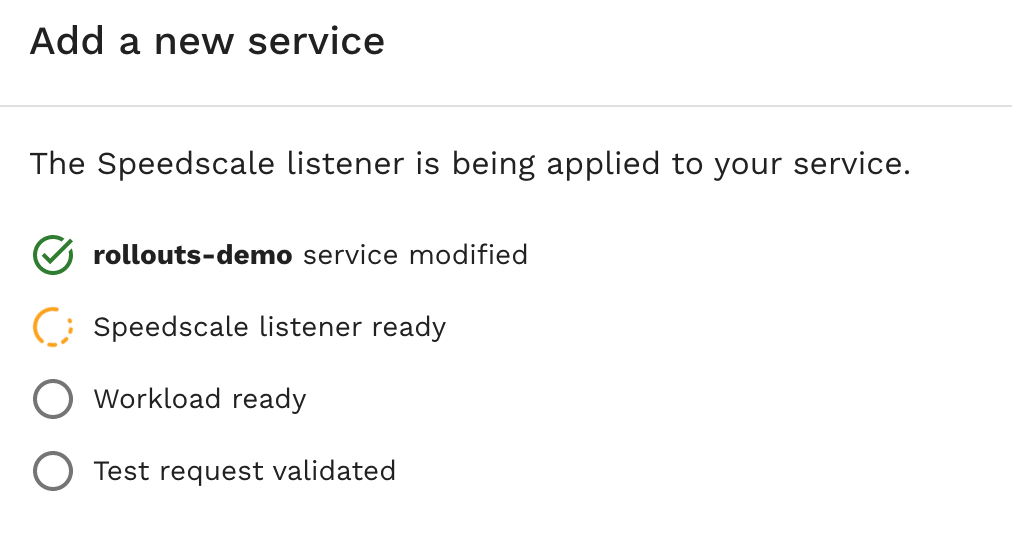 Add a new service
The Speedscale listener is being applied to your service.
rollouts-demo service modified
Speedscale listener ready
Workload ready
Test request validated